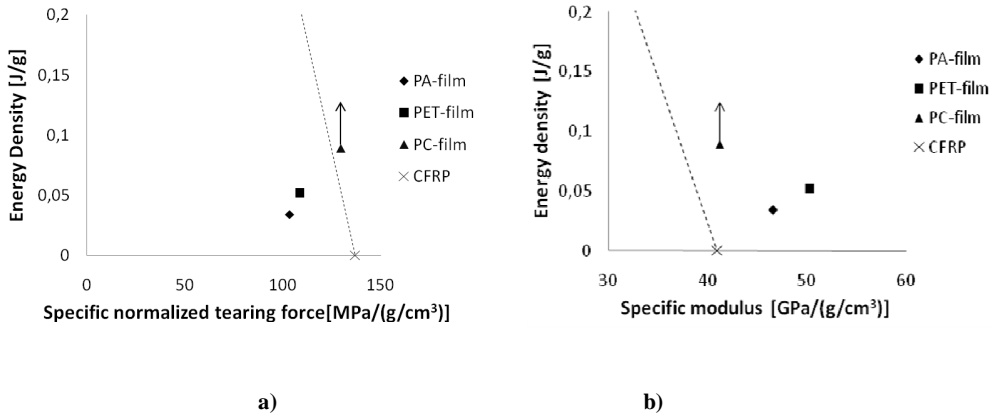 Energy Density [J/g]
0,2
0,15
0,1
0,05
0
0 50 100 150
Specific normalized tearing force[MPa/(g/cm³)]
PA-film
PET-film
PC-film
CFRP
a)
Energy density [J/g]
0,2
0,15
0,1
0,05
0
30 40 50 60
Specific modulus [GPa/(g/cm³)]
PA-film
PET-film
PC-film
CFRP
b)